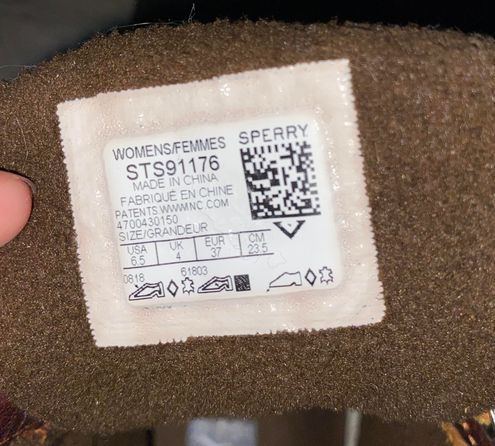 WOMENS/FEMMES SPERRY
STS91176
MADE IN CHINA
FABRIQUÉ EN CHINE
PATENTS WWWINC.COM
4700430150
SIZE/GRANDEUR
USA UK EUR CM
6.5 4 37 23.5
0818 61803